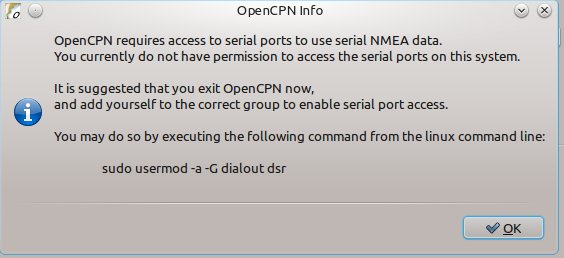 OpenCPN Info
OpenCPN requires access to serial ports to use serial NMEA data.
You currently do not have permission to access the serial ports on this system.
It is suggested that you exit OpenCPN now,
and add yourself to the correct group to enable serial port access.
You may do so by executing the following command from the linux command line:
sudo usermod -a -G dialout dsr
OK